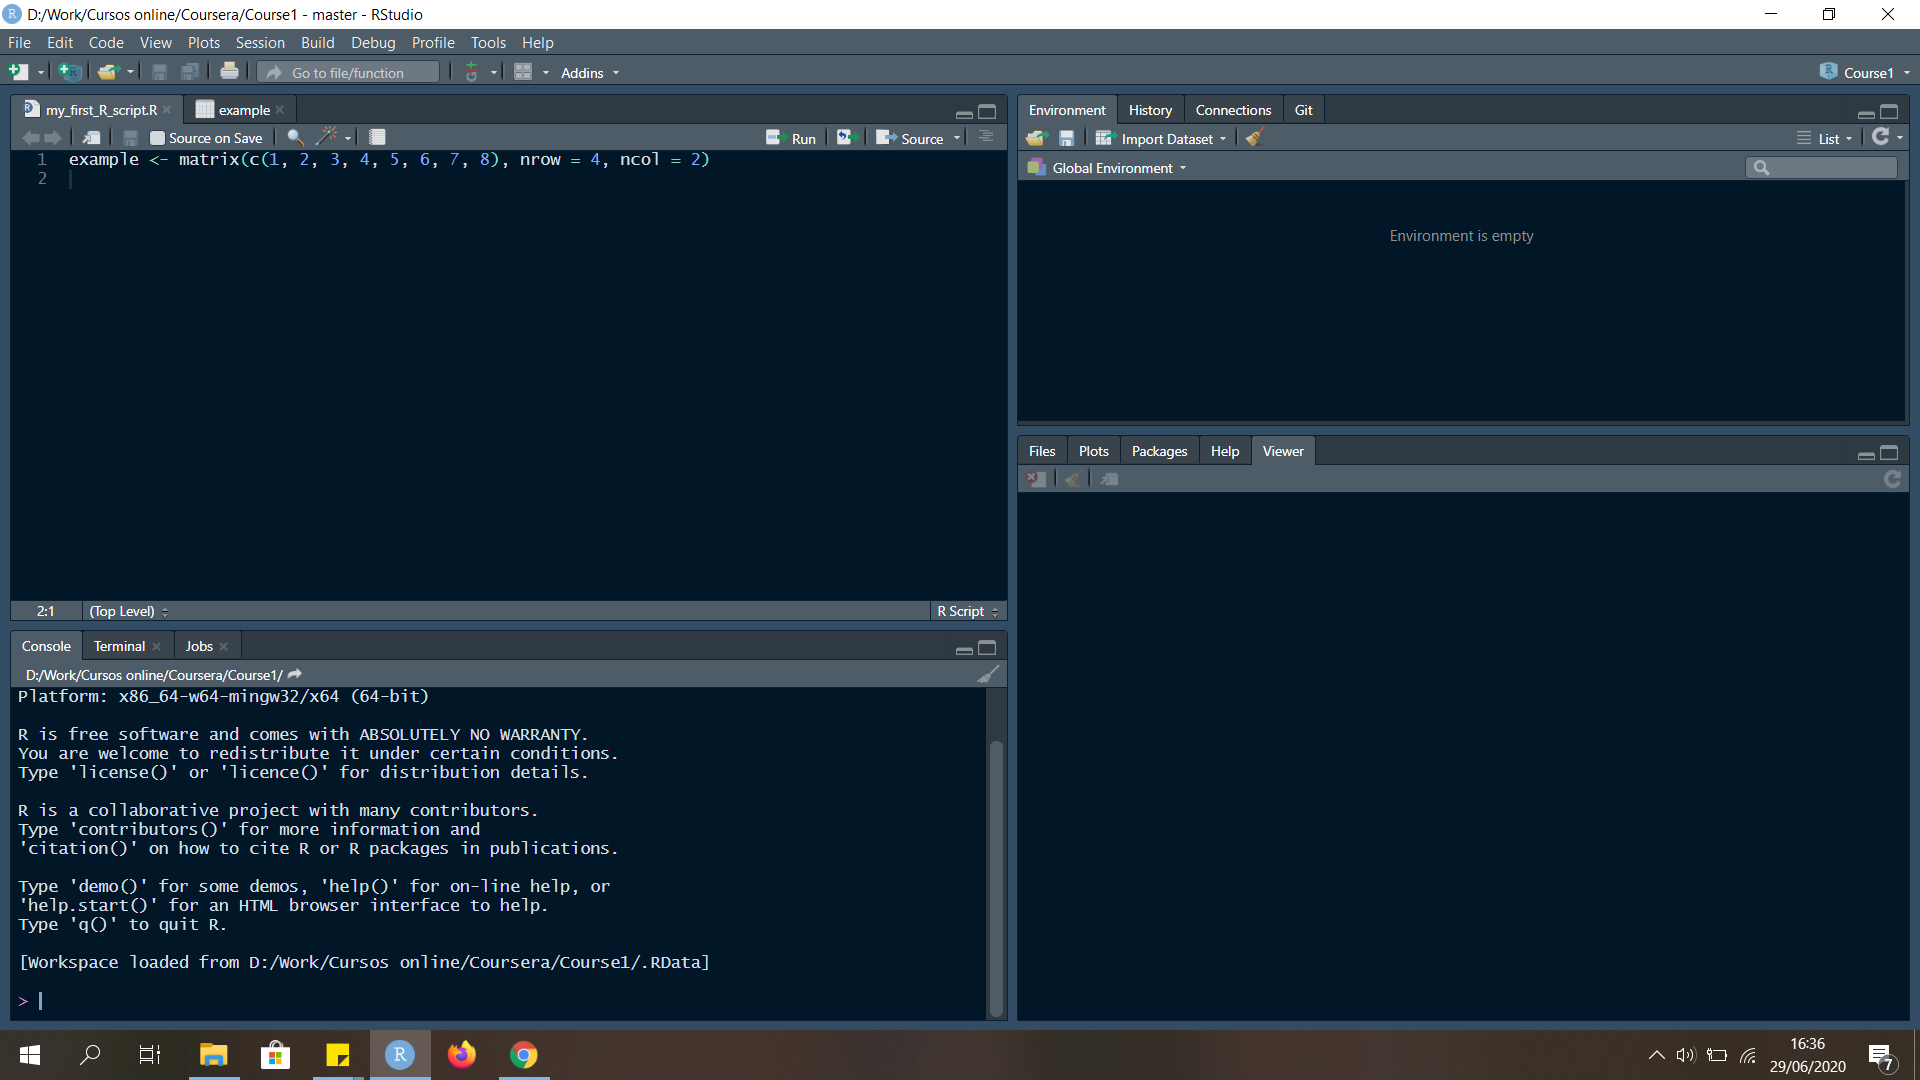 D:/Work/Cursos online/Coursera/Course1 - master - RStudio
File Edit Code View Plots Session Build Debug Profile Tools Help
Go to file/function Addins Course1
my_first_R_script.R example
Source on Save Run Source
1 example <- matrix(c(1, 2, 3, 4, 5, 6, 7, 8), nrow = 4, ncol = 2)
2
2:1 (Top Level) R Script
Console Terminal Jobs
D:/Work/Cursos online/Coursera/Course1/
Platform: x86_64-w64-mingw32/x64 (64-bit)
R is free software and comes with ABSOLUTELY NO WARRANTY.
You are welcome to redistribute it under certain conditions.
Type 'license()' or 'licence()' for distribution details.
R is a collaborative project with many contributors.
Type 'contributors()' for more information and
'citation()' on how to cite R or R packages in publications.
Type 'demo()' for some demos, 'help()' for on-line help, or
'help.start()' for an HTML browser interface to help.
Type 'q()' to quit R.
[Workspace loaded from D:/Work/Cursos online/Coursera/Course1/.RData]
>
Environment History Connections Git
Import Dataset List
Global Environment
Environment is empty
Files Plots Packages Help Viewer
R
16:36
29/06/2020
7